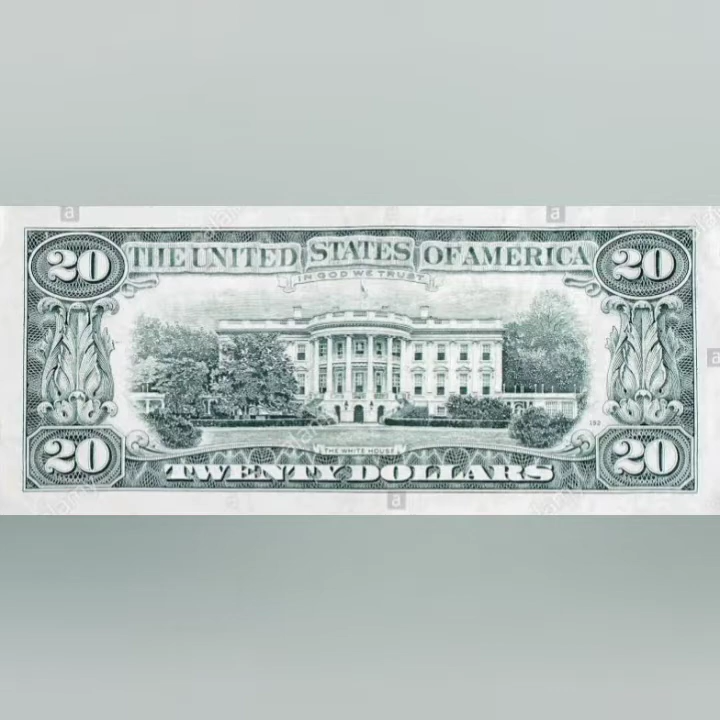 a a
20 THE UNITED STATES OF AMERICA 20
IN GOD WE TRUST
a
THE WHITE HOUSE
20 TWENTY DOLLARS 20
a a